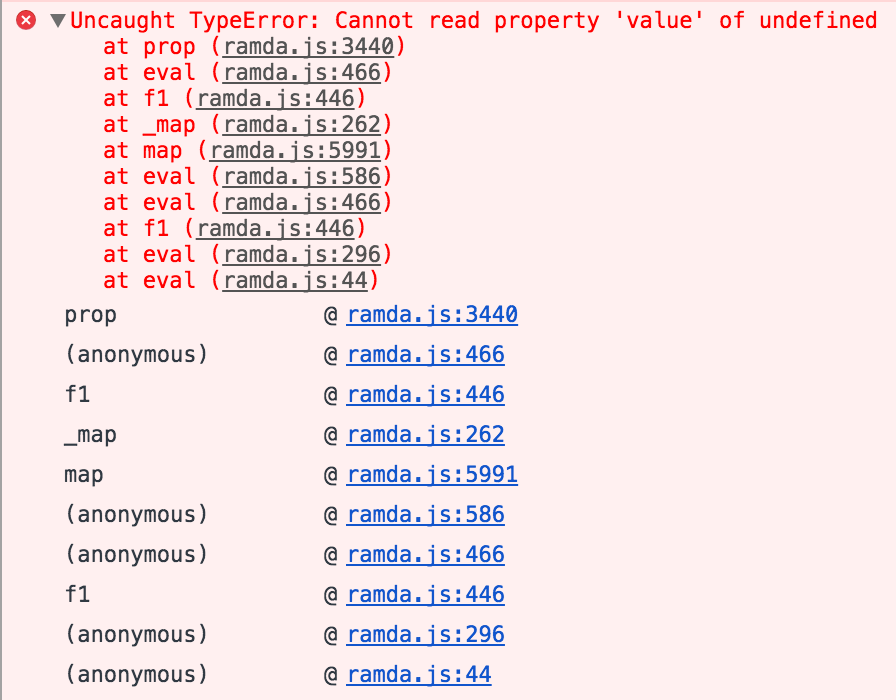 Uncaught TypeError: Cannot read property 'value' of undefined
at prop (ramda.js:3440)
at eval (ramda.js:466)
at f1 (ramda.js:446)
at _map (ramda.js:262)
at map (ramda.js:5991)
at eval (ramda.js:586)
at eval (ramda.js:466)
at f1 (ramda.js:446)
at eval (ramda.js:296)
at eval (ramda.js:44)
prop @ ramda.js:3440
(anonymous) @ ramda.js:466
f1 @ ramda.js:446
_map @ ramda.js:262
map @ ramda.js:5991
(anonymous) @ ramda.js:586
(anonymous) @ ramda.js:466
f1 @ ramda.js:446
(anonymous) @ ramda.js:296
(anonymous) @ ramda.js:44